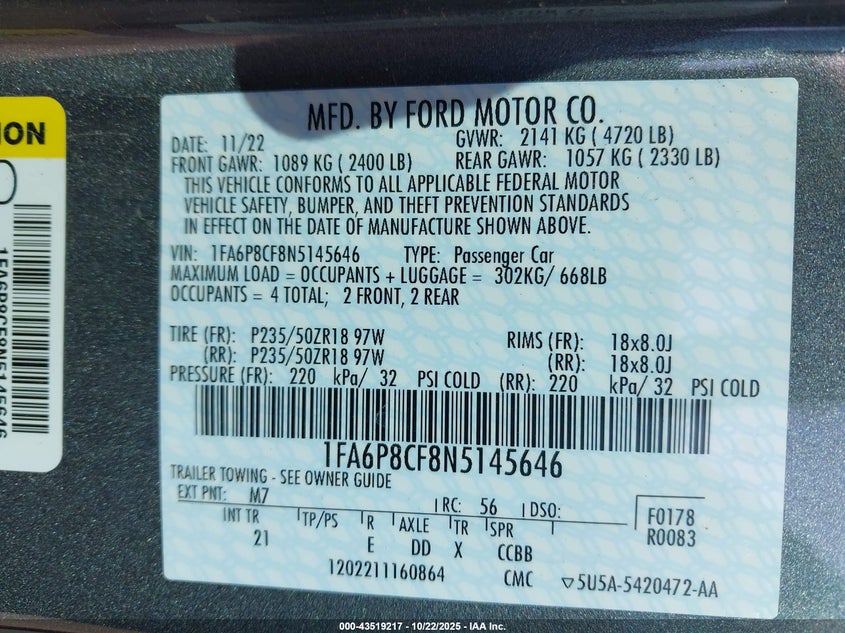 MFD. BY FORD MOTOR CO.
DATE: 11/22 GVWR: 2141 KG ( 4720 LB)
FRONT GAWR: 1089 KG ( 2400 LB) REAR GAWR: 1057 KG ( 2330 LB)
THIS VEHICLE CONFORMS TO ALL APPLICABLE FEDERAL MOTOR
VEHICLE SAFETY, BUMPER, AND THEFT PREVENTION STANDARDS
IN EFFECT ON THE DATE OF MANUFACTURE SHOWN ABOVE.
VIN: 1FA6P8CF8N5145646 TYPE: Passenger Car
MAXIMUM LOAD = OCCUPANTS + LUGGAGE = 302KG/ 668LB
OCCUPANTS = 4 TOTAL; 2 FRONT, 2 REAR
TIRE (FR): P235/50ZR18 97W RIMS (FR): 18x8.0J
(RR): P235/50ZR18 97W (RR): 18x8.0J
PRESSURE (FR): 220 kPa/ 32 PSI COLD (RR): 220 kPa/ 32 PSI COLD
1FA6P8CF8N5145646
TRAILER TOWING - SEE OWNER GUIDE
EXT PNT: M7 RC: 56 DSO: F0178
INT TR TP/PS R AXLE TR SPR R0083
21 E DD X CCBB
1202211160864 CMC ▽5U5A-5420472-AA
ION
1FA6P8CF8N5145646
000-43519217 - 10/22/2025 - IAA Inc.